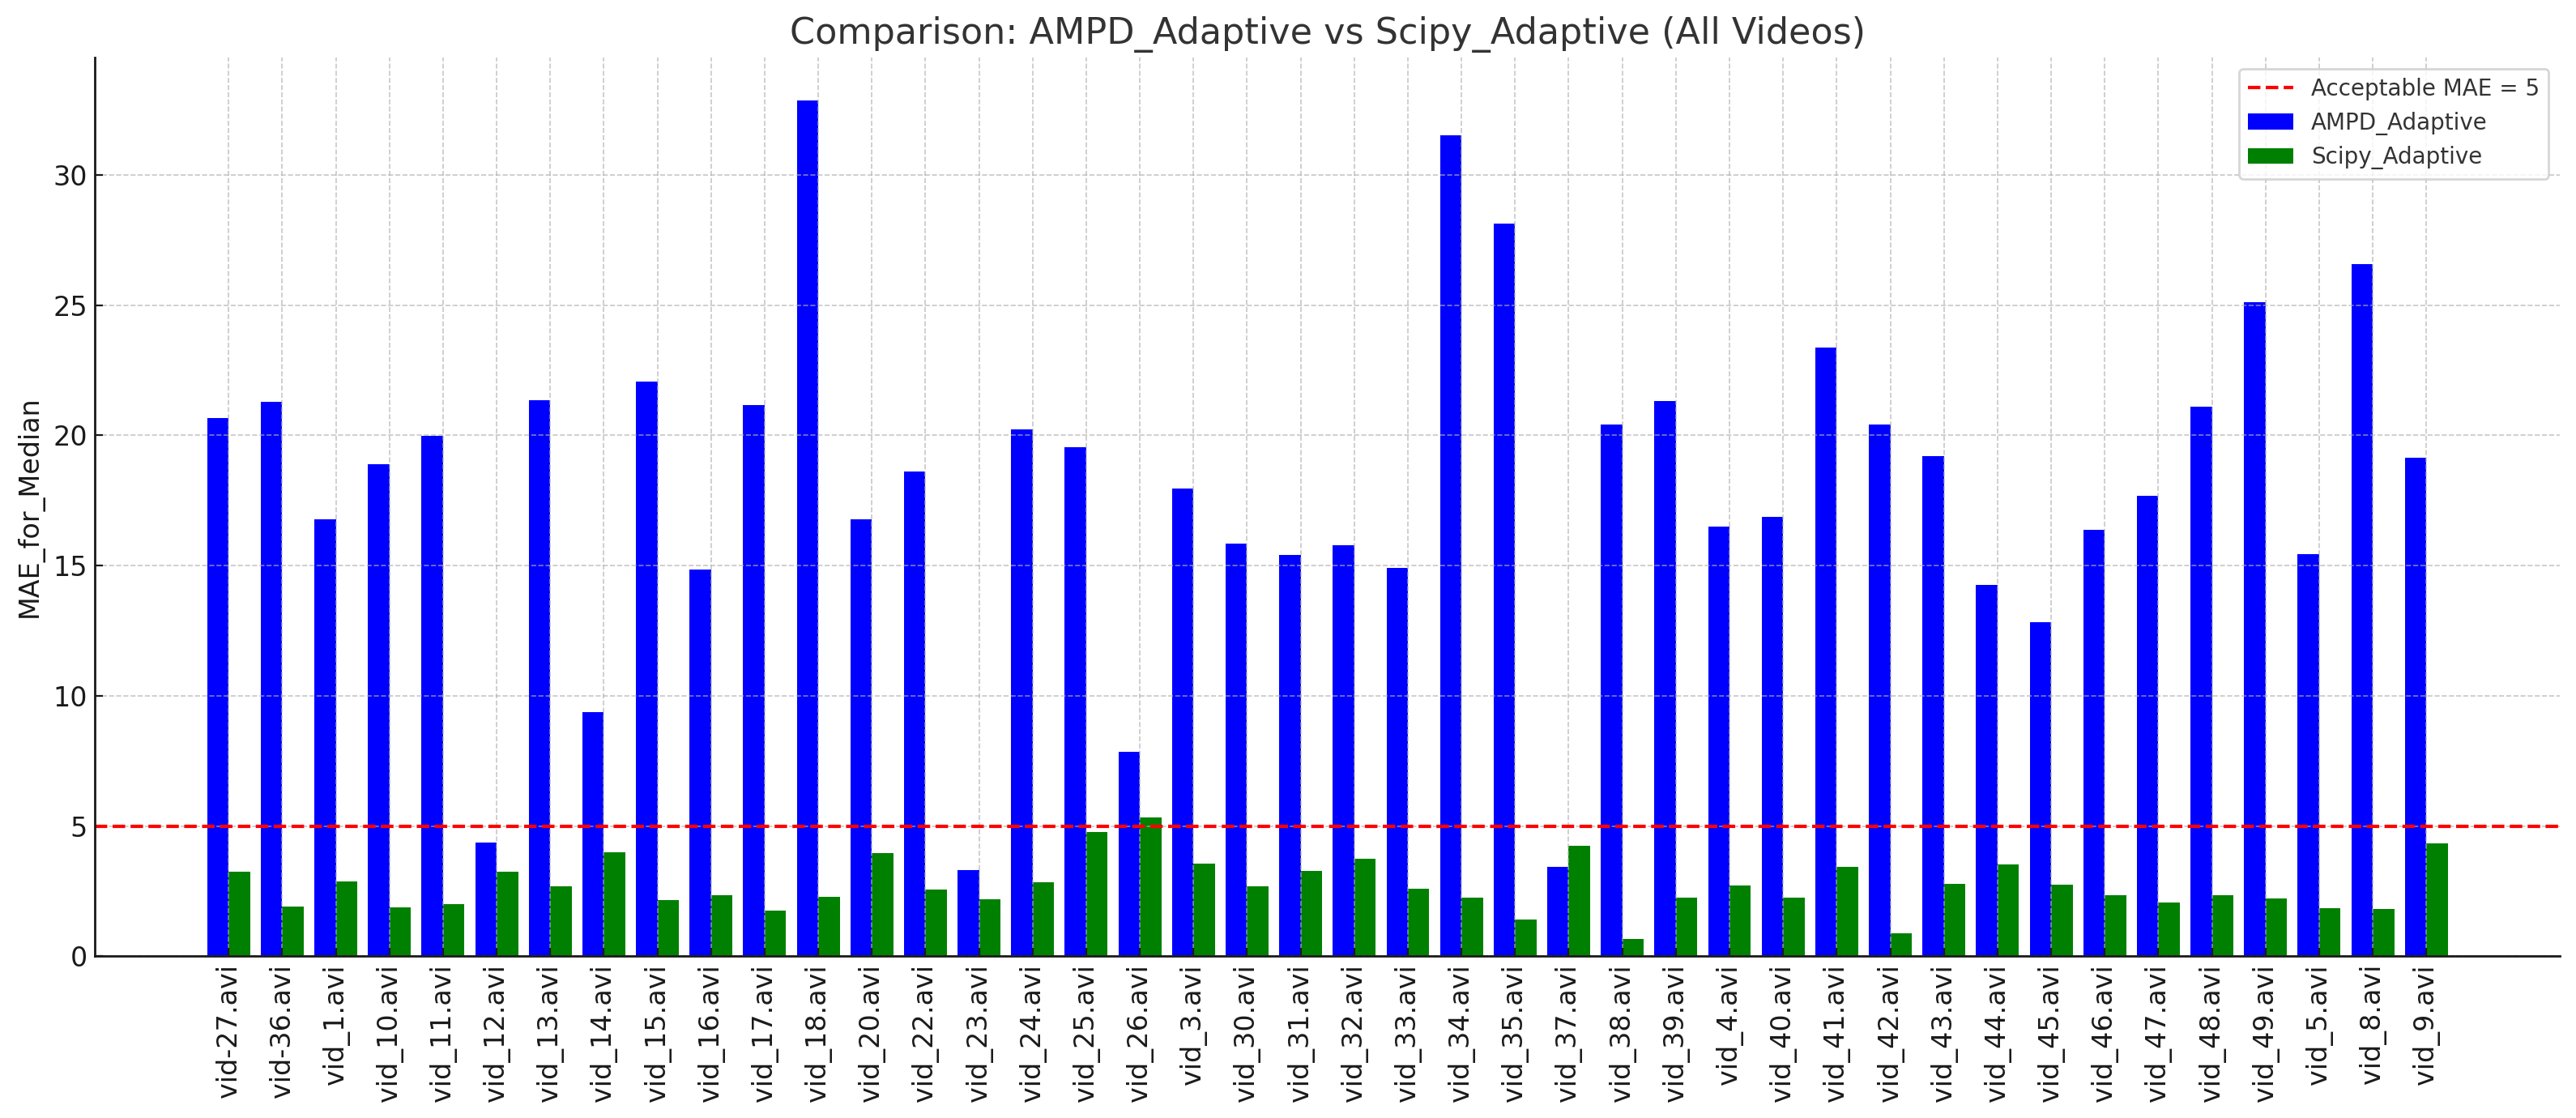 Comparison: AMPD_Adaptive vs Scipy_Adaptive (All Videos)
Acceptable MAE = 5
AMPD_Adaptive
Scipy_Adaptive
MAE_for_Median
30
25
20
15
10
5
0
vid-27.avi
vid-36.avi
vid_1.avi
vid_10.avi
vid_11.avi
vid_12.avi
vid_13.avi
vid_14.avi
vid_15.avi
vid_16.avi
vid_17.avi
vid_18.avi
vid_20.avi
vid_22.avi
vid_23.avi
vid_24.avi
vid_25.avi
vid_26.avi
vid_3.avi
vid_30.avi
vid_31.avi
vid_32.avi
vid_33.avi
vid_34.avi
vid_35.avi
vid_37.avi
vid_38.avi
vid_39.avi
vid_4.avi
vid_40.avi
vid_41.avi
vid_42.avi
vid_43.avi
vid_44.avi
vid_45.avi
vid_46.avi
vid_47.avi
vid_48.avi
vid_49.avi
vid_5.avi
vid_8.avi
vid_9.avi